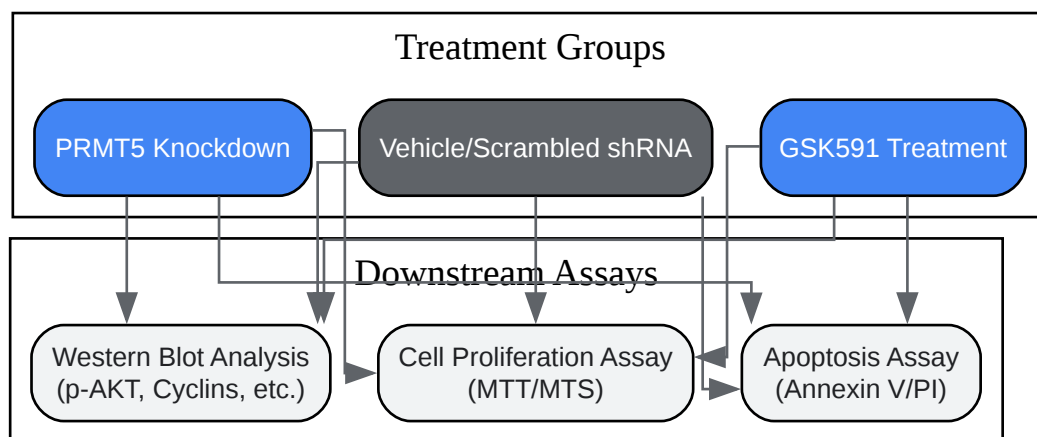 Treatment Groups
PRMT5 Knockdown
Vehicle/Scrambled shRNA
GSK591 Treatment
Downstream Assays
Western Blot Analysis
(p-AKT, Cyclins, etc.)
Cell Proliferation Assay
(MTT/MTS)
Apoptosis Assay
(Annexin V/PI)